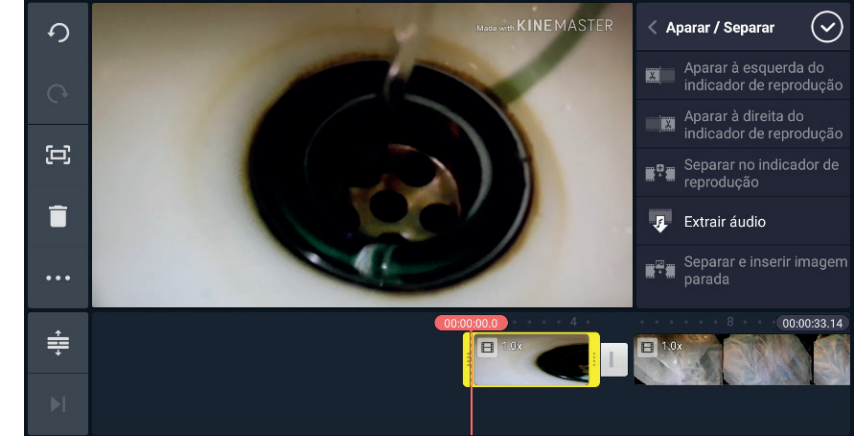 Made with KINEMASTER
Aparar / Separar
Aparar à esquerda do
indicador de reprodução
Aparar à direita do
indicador de reprodução
Separar no indicador de
reprodução
Extrair áudio
Separar e inserir imagem
parada
00:00:00.0
4
8
00:00:33.14
1.0x
1.0x